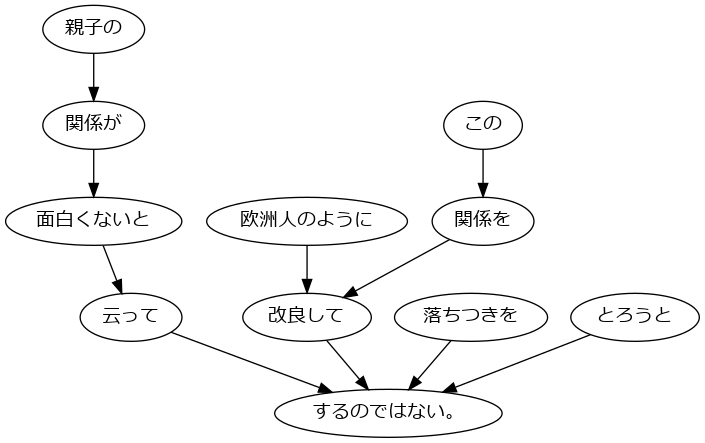 親子の
関係が
この
面白くないと
欧洲人のように
関係を
云って
改良して
落ちつきを
とろうと
するのではない。